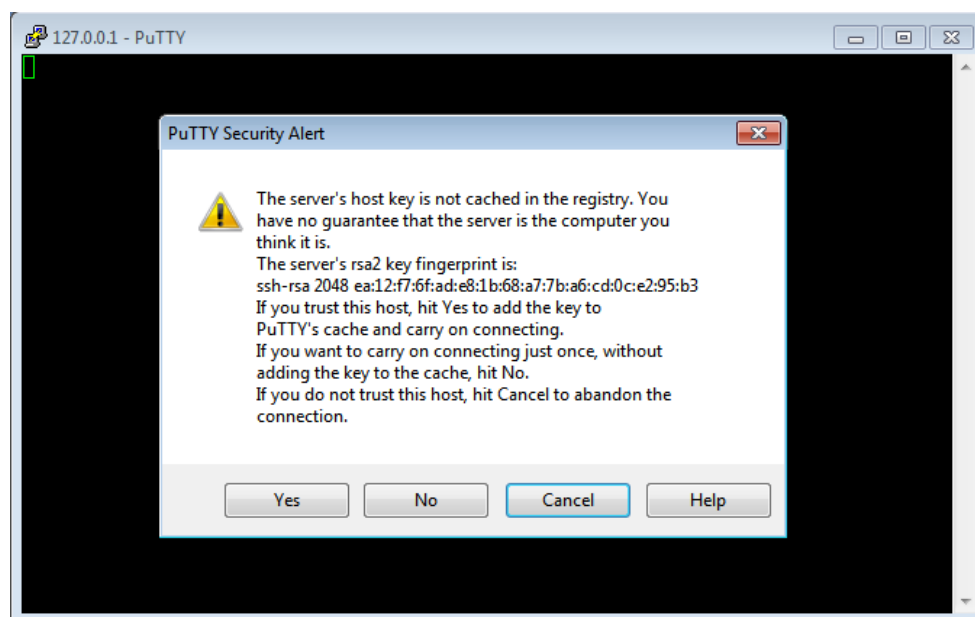 127.0.0.1 - PuTTY
PuTTY Security Alert
The server's host key is not cached in the registry. You
have no guarantee that the server is the computer you
think it is.
The server's rsa2 key fingerprint is:
ssh-rsa 2048 ea:12:f7:6f:ad:e8:1b:68:a7:7b:a6:cd:0c:e2:95:b3
If you trust this host, hit Yes to add the key to
PuTTY's cache and carry on connecting.
If you want to carry on connecting just once, without
adding the key to the cache, hit No.
If you do not trust this host, hit Cancel to abandon the
connection.
Yes No Cancel Help